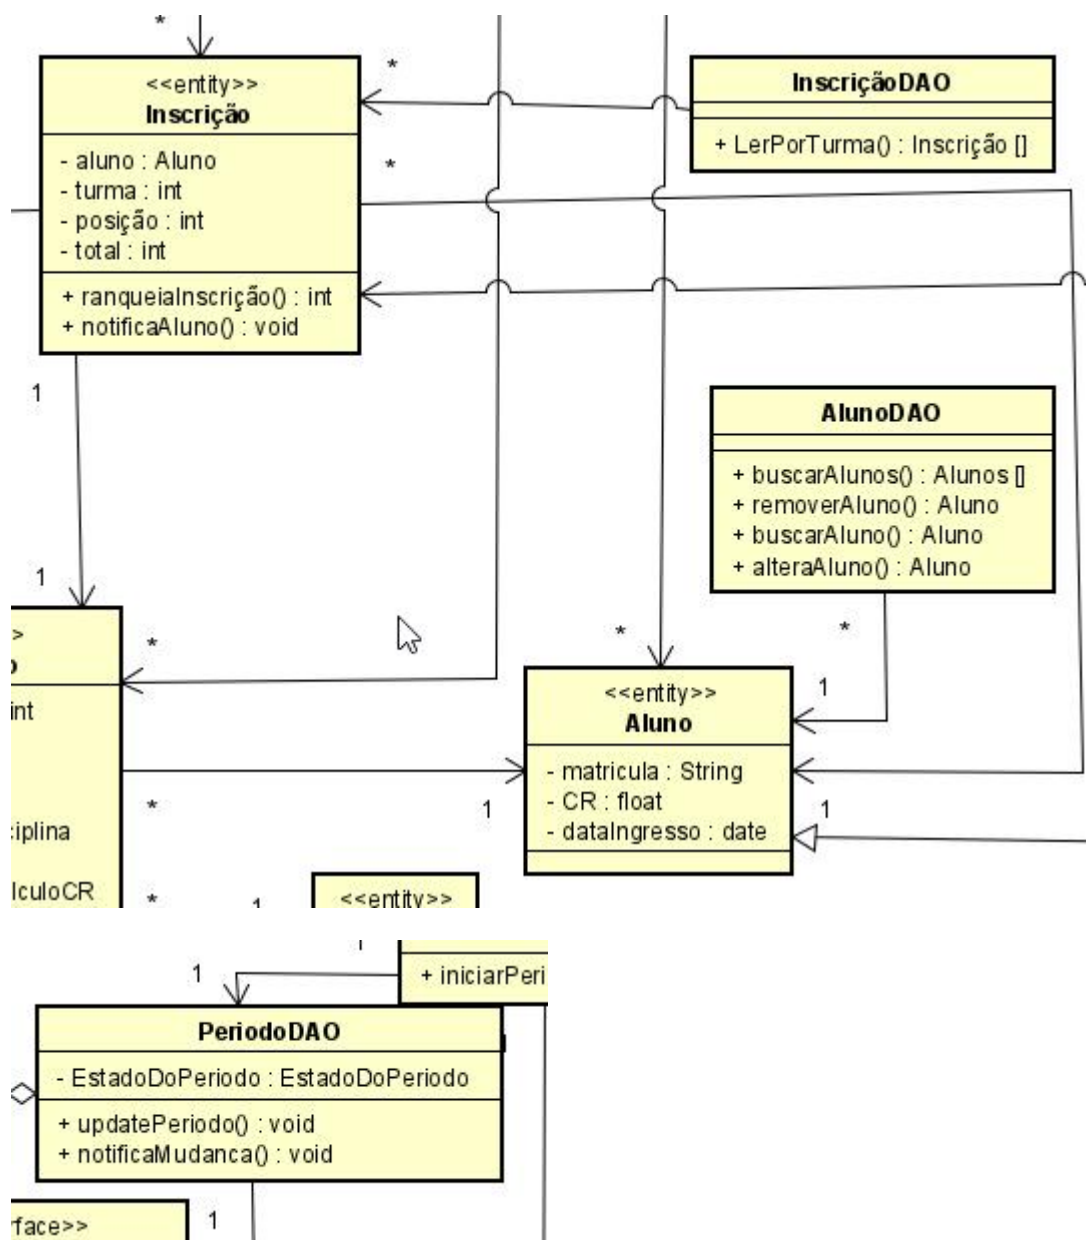 *
<<entity>>
Inscrição
- aluno : Aluno
- turma : int
- posição : int
- total : int
+ ranqueiaInscrição() : int
+ notificaAluno() : void
*
*
InscriçãoDAO
+ LerPorTurma() : Inscrição []
1
1
AlunoDAO
+ buscarAlunos() : Alunos []
+ removerAluno() : Aluno
+ buscarAluno() : Aluno
+ alteraAluno() : Aluno
>
o
int
ciplina
lculoCR
*
*
*
*
*
1
1
1
<<entity>>
Aluno
- matricula : String
- CR : float
- dataIngresso : date
1
<<entity>>
1
1
+ iniciarPeri
PeriodoDAO
- EstadoDoPeriodo : EstadoDoPeriodo
+ updatePeriodo() : void
+ notificaMudanca() : void
rface>>
1